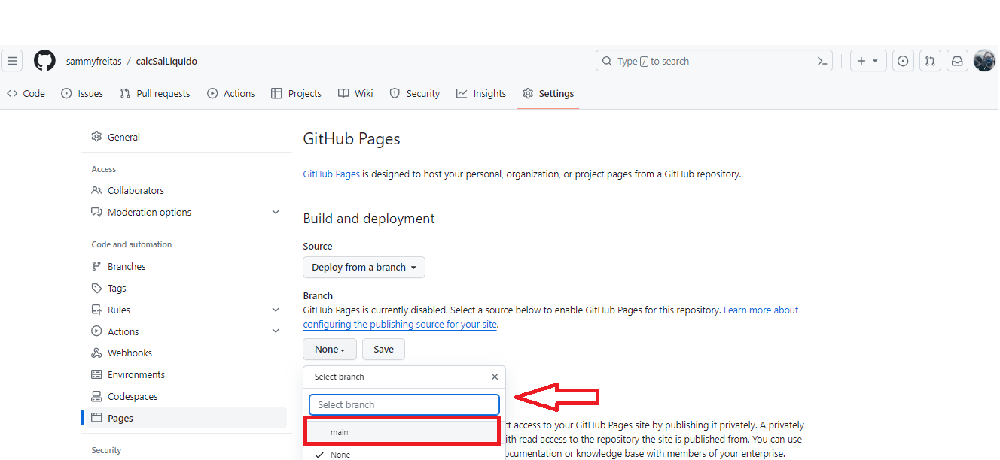 sammyfreitas / calcSalLiquido
Type / to search
Code
Issues
Pull requests
Actions
Projects
Wiki
Security
Insights
Settings
General
Access
Collaborators
Moderation options
Code and automation
Branches
Tags
Rules
Actions
Webhooks
Environments
Codespaces
Pages
Security
GitHub Pages
GitHub Pages is designed to host your personal, organization, or project pages from a GitHub repository.
Build and deployment
Source
Deploy from a branch
Branch
GitHub Pages is currently disabled. Select a source below to enable GitHub Pages for this repository. Learn more about
configuring the publishing source for your site.
None
Save
Select branch
Select branch
main
None
access to your GitHub Pages site by publishing it privately. A privately
with read access to the repository the site is published from. You can use
documentation or knowledge base with members of your enterprise.